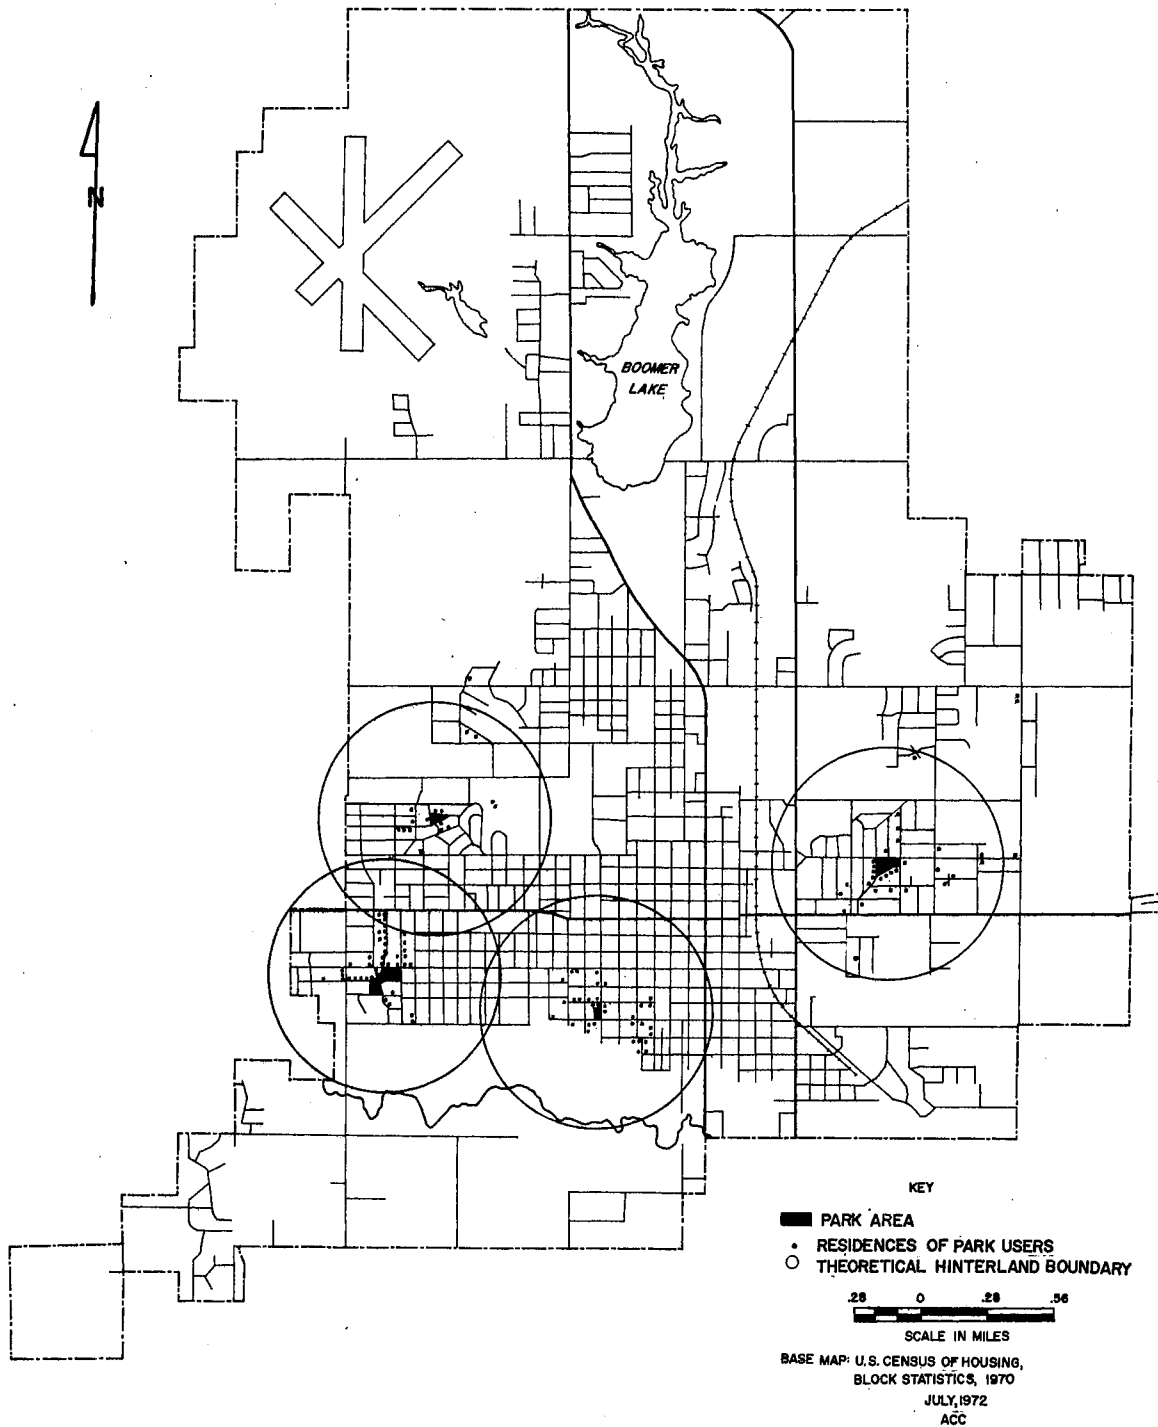 N
BOOMER
LAKE
KEY
PARK AREA
RESIDENCES OF PARK USERS
THEORETICAL HINTERLAND BOUNDARY
.28 0 .28 .56
SCALE IN MILES
BASE MAP: U.S. CENSUS OF HOUSING,
BLOCK STATISTICS, 1970
JULY, 1972
ACC